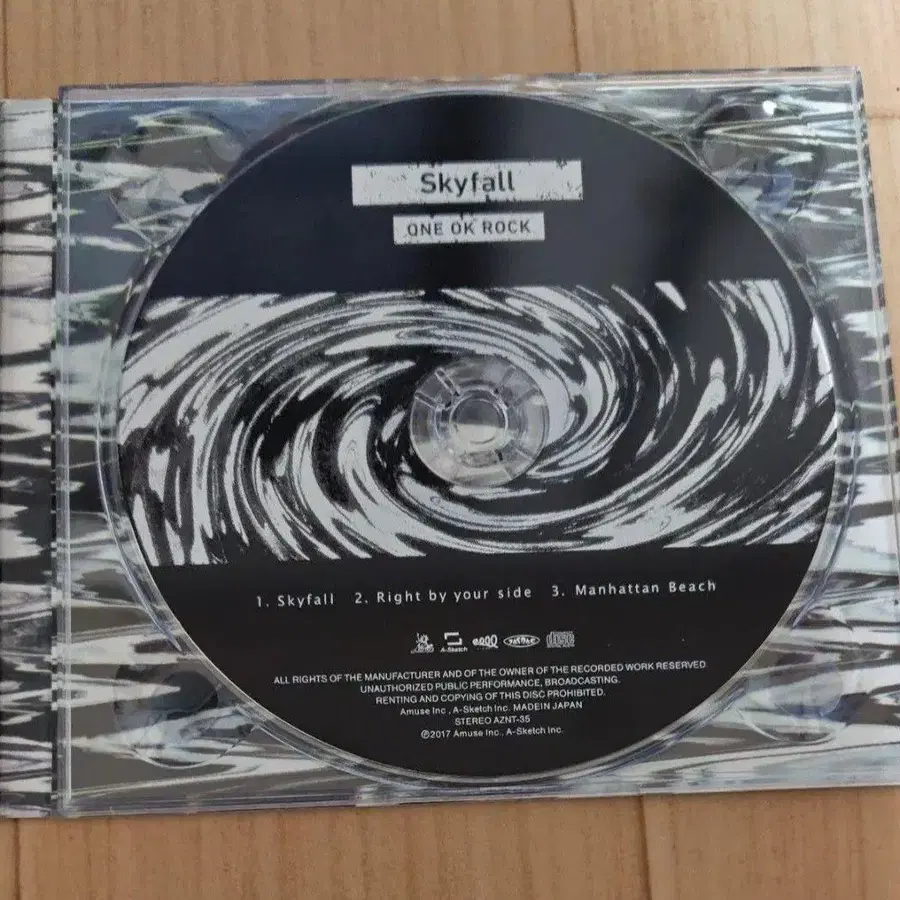 Skyfall
ONE OK ROCK
1. Skyfall 2. Right by your side 3. Manhattan Beach
A-Sketch
ALL RIGHTS OF THE MANUFACTURER AND OF THE OWNER OF THE RECORDED WORK RESERVED.
UNAUTHORIZED PUBLIC PERFORMANCE, BROADCASTING.
RENTING AND COPYING OF THIS DISC PROHIBITED.
Amuse Inc., A-Sketch Inc. MADEIN JAPAN
STEREO AZNT-35
℗2017 Amuse Inc., A-Sketch Inc.